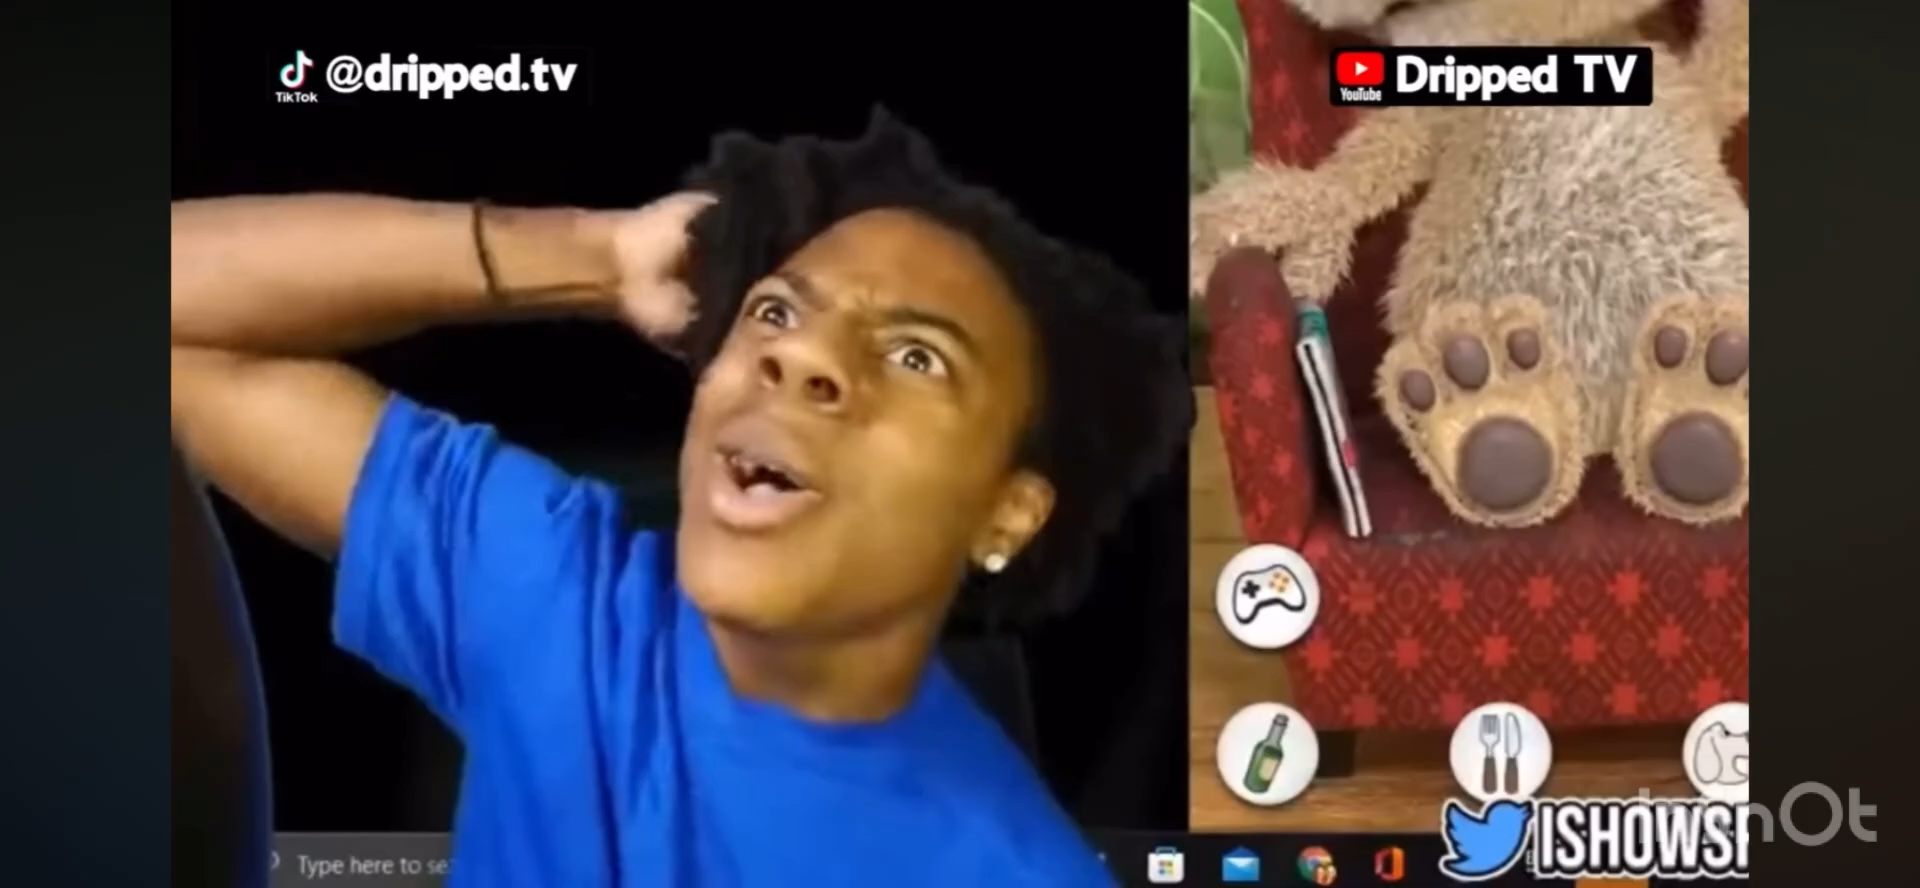 TikTok
@dripped.tv
YouTube
Dripped TV
Type here to se
ISHOWS